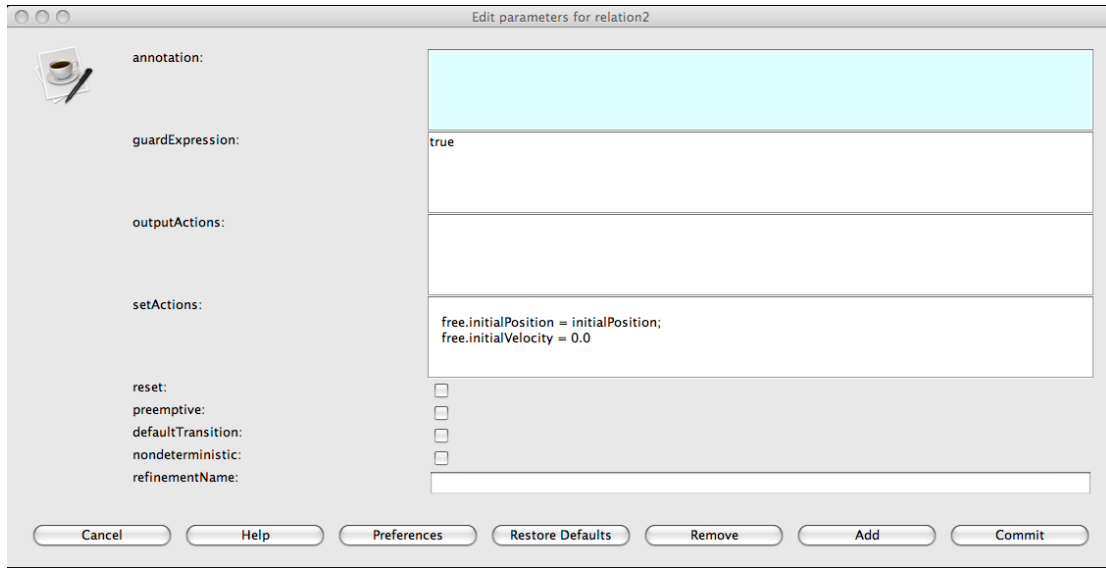 Edit parameters for relation2
annotation:
guardExpression:
true
outputActions:
setActions:
free.initialPosition = initialPosition;
free.initialVelocity = 0.0
reset:
preemptive:
defaultTransition:
nondeterministic:
refinementName:
Cancel Help Preferences Restore Defaults Remove Add Commit